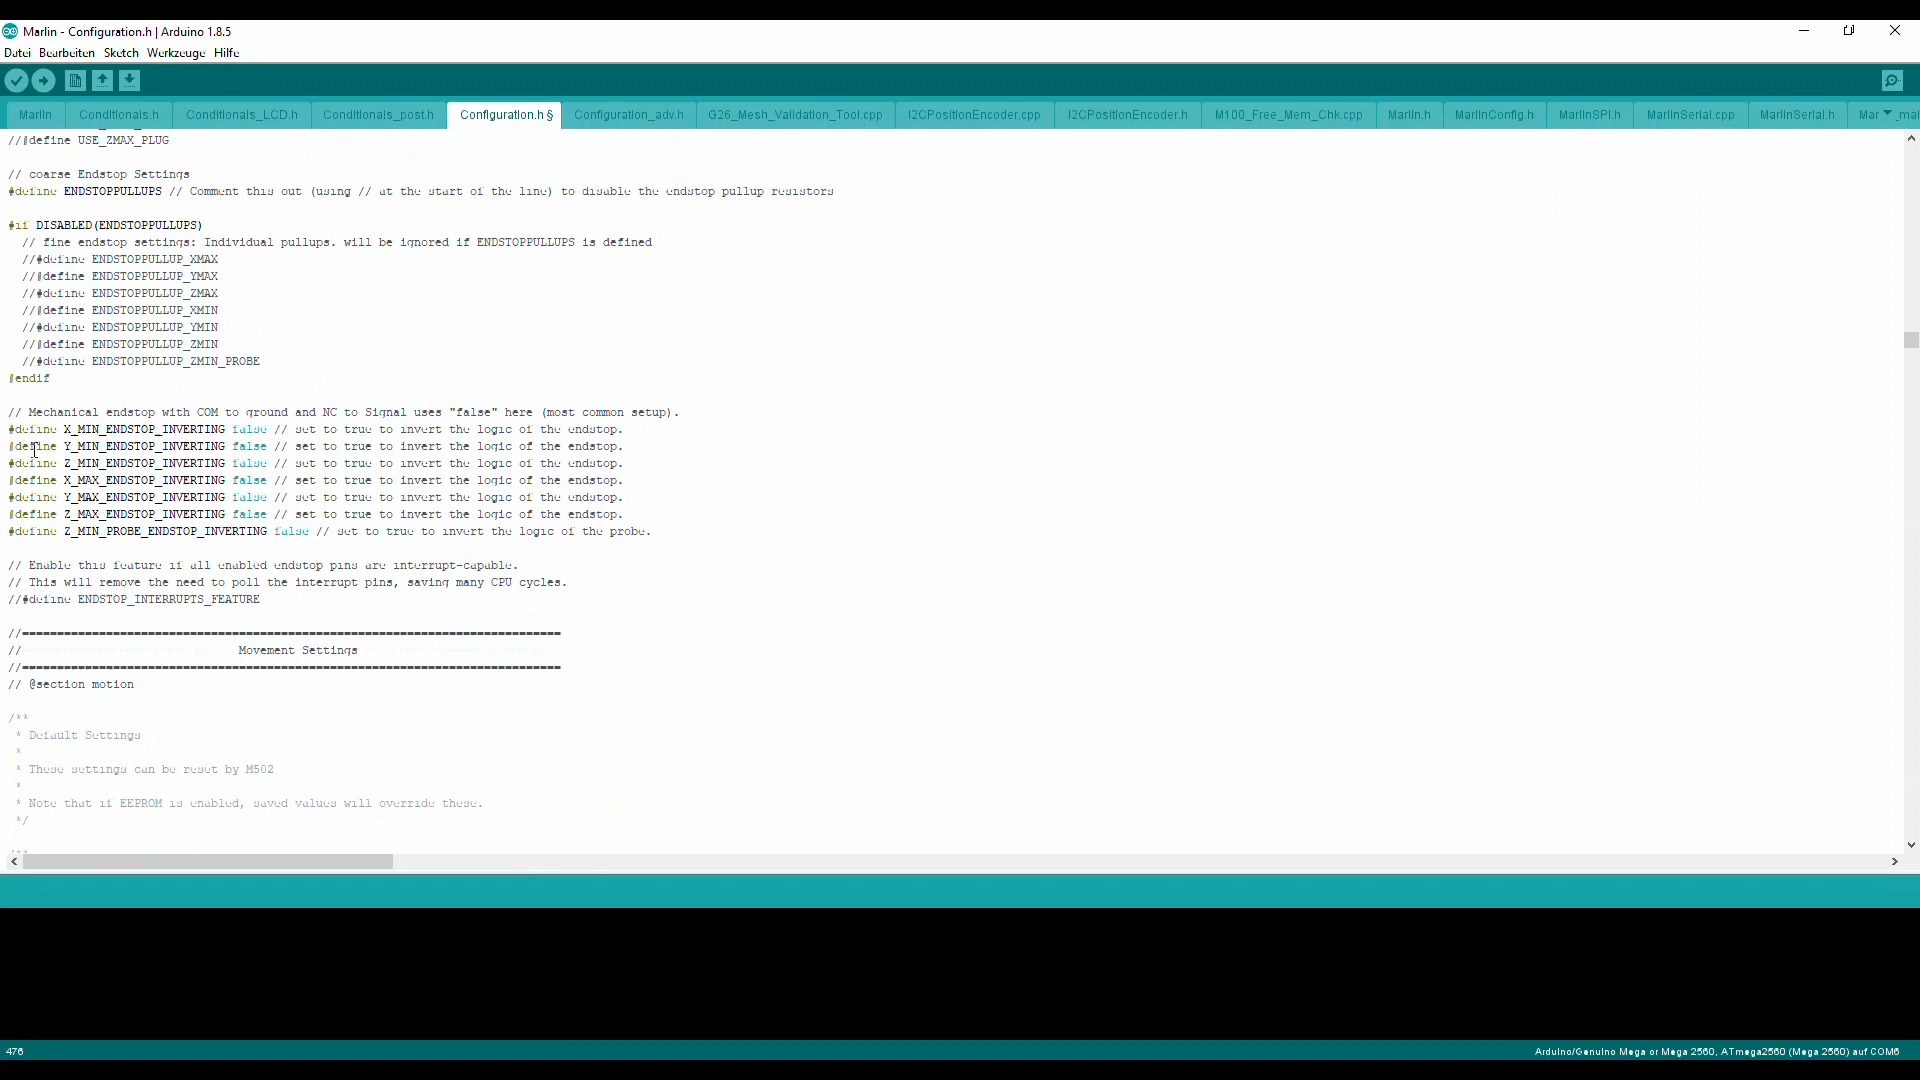 Marlin - Configuration.h | Arduino 1.8.5
Datei Bearbeiten Sketch Werkzeuge Hilfe
Marlin Conditionals.h Conditionals_LCD.h Conditionals_post.h Configuration.h § Configuration_adv.h G26_Mesh_Validation_Tool.cpp I2CPositionEncoder.cpp I2CPositionEncoder.h M100_Free_Mem_Chk.cpp Marlin.h MarlinConfig.h MarlinSPI.h MarlinSerial.cpp MarlinSerial.h Mar _mai
//#define USE_ZMAX_PLUG
// coarse Endstop Settings
#define ENDSTOPPULLUPS // Comment this out (using // at the start of the line) to disable the endstop pullup resistors
#if DISABLED(ENDSTOPPULLUPS)
// fine endstop settings: Individual pullups. will be ignored if ENDSTOPPULLUPS is defined
//#define ENDSTOPPULLUP_XMAX
//#define ENDSTOPPULLUP_YMAX
//#define ENDSTOPPULLUP_ZMAX
//#define ENDSTOPPULLUP_XMIN
//#define ENDSTOPPULLUP_YMIN
//#define ENDSTOPPULLUP_ZMIN
//#define ENDSTOPPULLUP_ZMIN_PROBE
#endif
// Mechanical endstop with COM to ground and NC to Signal uses "false" here (most common setup).
#define X_MIN_ENDSTOP_INVERTING false // set to true to invert the logic of the endstop.
#define Y_MIN_ENDSTOP_INVERTING false // set to true to invert the logic of the endstop.
#define Z_MIN_ENDSTOP_INVERTING false // set to true to invert the logic of the endstop.
#define X_MAX_ENDSTOP_INVERTING false // set to true to invert the logic of the endstop.
#define Y_MAX_ENDSTOP_INVERTING false // set to true to invert the logic of the endstop.
#define Z_MAX_ENDSTOP_INVERTING false // set to true to invert the logic of the endstop.
#define Z_MIN_PROBE_ENDSTOP_INVERTING false // set to true to invert the logic of the probe.
// Enable this feature if all enabled endstop pins are interrupt-capable.
// This will remove the need to poll the interrupt pins, saving many CPU cycles.
//#define ENDSTOP_INTERRUPTS_FEATURE
//=============================================================================
// Movement Settings
//=============================================================================
// @section motion
/**
* Default Settings
*
* These settings can be reset by M502
*
* Note that if EEPROM is enabled, saved values will override these.
*/
476
Arduino/Genuino Mega or Mega 2560, ATmega2560 (Mega 2560) auf COM6